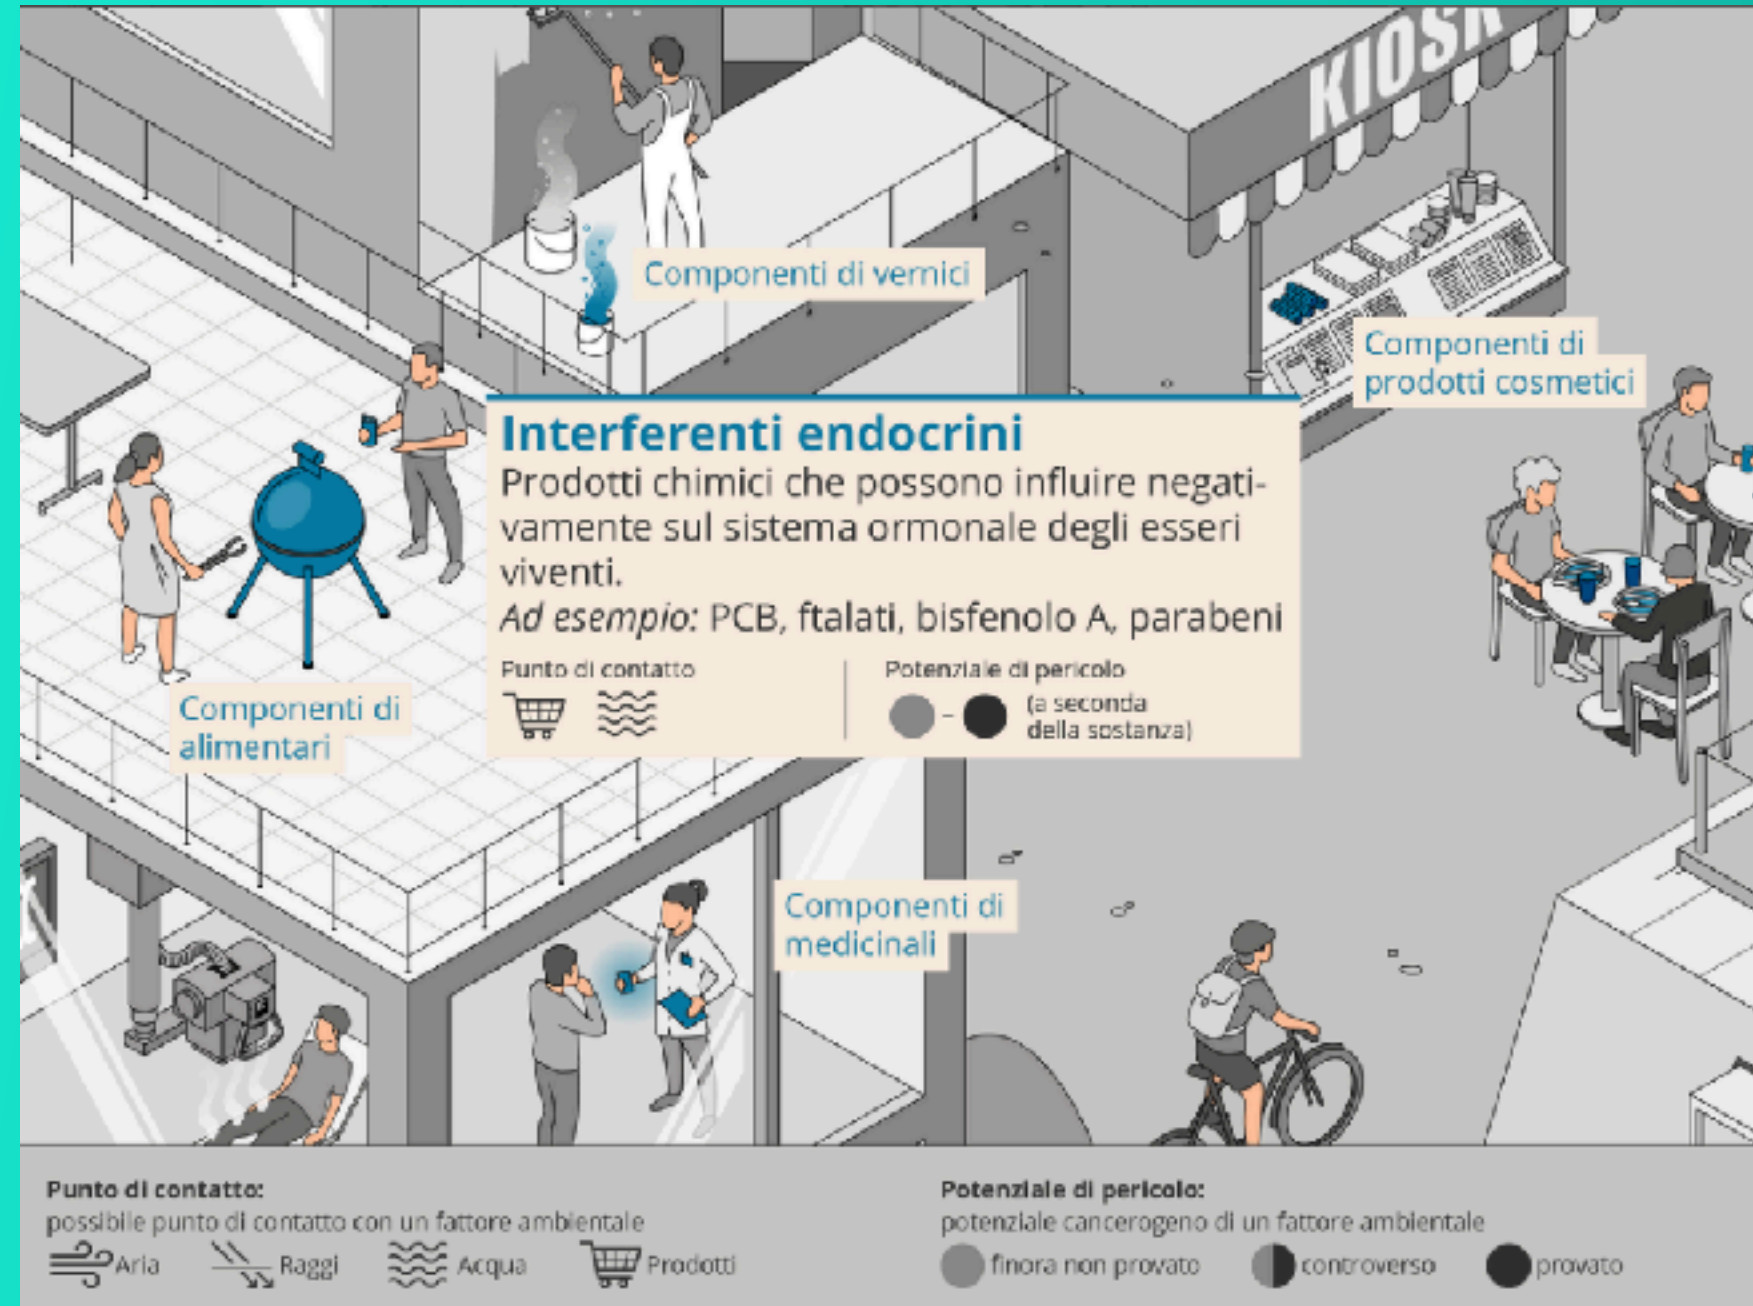 KIOSK
Componenti di vernici
Componenti di
prodotti cosmetici
Interferenti endocrini
Prodotti chimici che possono influire negati-
vamente sul sistema ormonale degli esseri
viventi.
Ad esempio: PCB, ftalati, bisfenolo A, parabeni
Punto di contatto
Potenziale di pericolo
– (a seconda
della sostanza)
Componenti di
alimentari
Componenti di
medicinali
Punto di contatto:
possibile punto di contatto con un fattore ambientale
Aria Raggi Acqua Prodotti
Potenziale di pericolo:
potenziale cancerogeno di un fattore ambientale
finora non provato controverso provato